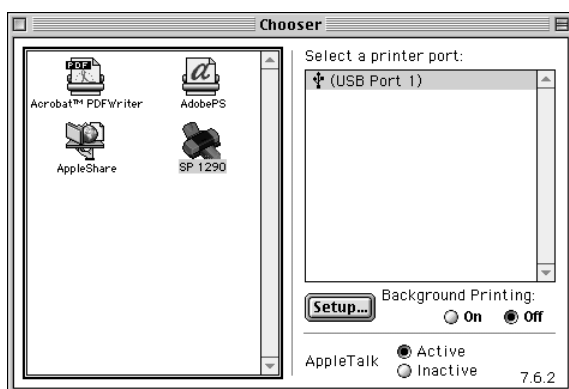 Chooser
PDF
Acrobat™ PDFWriter
a
AdobePS
AppleShare
SP 1290
Select a printer port:
(USB Port 1)
Setup...
Background Printing:
On Off
AppleTalk
Active
Inactive
7.6.2